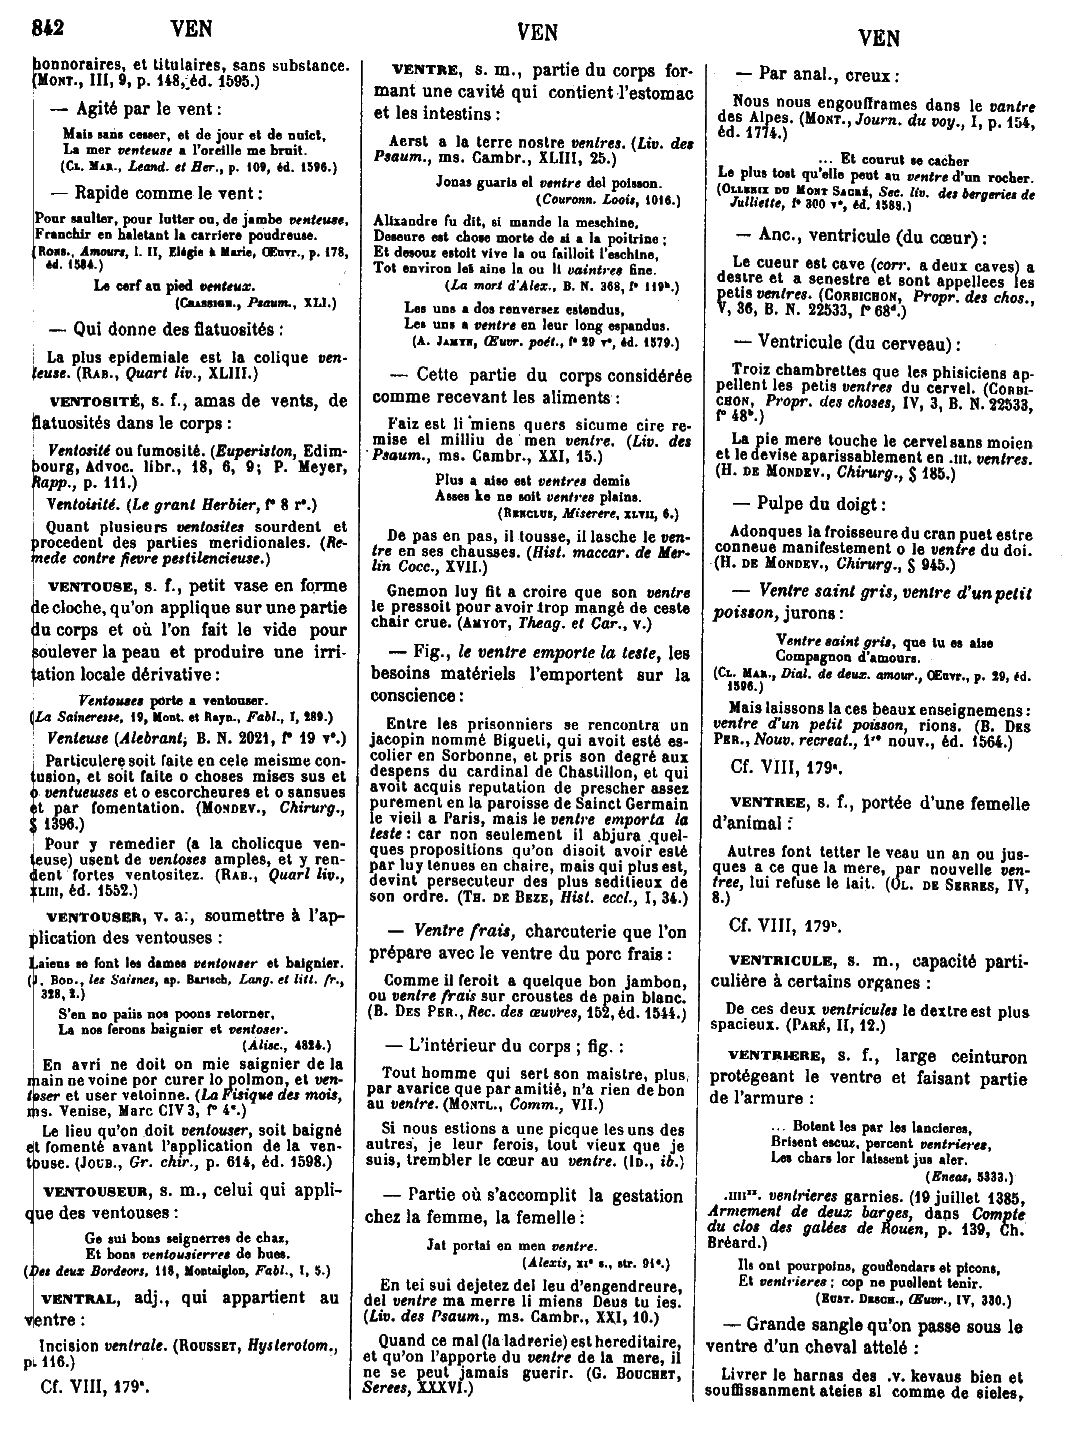 842 VEN VEN VEN
honnoraires, et titulaires, sans substance.
(MONT., III, 9, p. 148, éd. 1595.)
— Agité par le vent :
Mais sans cesser, et de jour et de nuict,
La mer venteuse a l'oreille me bruit.
(CL. MAR., Leand. et Her., p. 109, éd. 1596.)
— Rapide comme le vent :
Pour saulter, pour lutter ou, de jambe venteuse,
Franchir en haletant la carriere poudreuse.
(RONS., Amours, l. II, Elégie à Marie, Œuvr., p. 178,
éd. 1584.)
Le cerf au pied venteux.
(CHASSIGN., Psaum., XLI.)
— Qui donne des flatuosités :
La plus epidemiale est la colique ven-
teuse. (RAB., Quart liv., XLIII.)
VENTOSITÉ, s. f., amas de vents, de
flatuosités dans le corps :
Ventosité ou fumosité. (Euperiston, Edim-
bourg, Advoc. libr., 18, 6, 9; P. Meyer,
Rapp., p. 111.)
Ventoisité. (Le grant Herbier, f° 8 r°.)
Quant plusieurs ventosites sourdent et
procedent des parties meridionales. (Re-
mede contre fievre pestilencieuse.)
VENTOUSE, s. f., petit vase en forme
de cloche, qu'on applique sur une partie
du corps et où l'on fait le vide pour
soulever la peau et produire une irri-
tation locale dérivative :
Ventouses porte a ventouser.
(La Saineresse, 19, Mont. et Rayn., Fabl., I, 289.)
Venteuse (Alebrant, B. N. 2021, f° 19 v°.)
Particulere soit faite en cele meisme con-
tusion, et soit faite o choses mises sus et
o ventueuses et o escorcheures et o sansues
et par fomentation. (MONDEV., Chirurg.,
§ 1396.)
Pour y remedier (a la cholicque ven-
teuse) usent de ventoses amples, et y ren-
dent fortes ventositez. (RAB., Quart liv.,
XLIII, éd. 1552.)
VENTOUSER, v. a., soumettre à l'ap-
plication des ventouses :
Laiens se font les dames ventouser et baignier.
(J. BOD., les Saisnes, ap. Bartsch, Lang. et litt. fr.,
328, 2.)
S'en no païis nos poons retorner,
La nos ferons baignier et ventoser.
(Alisc., 4824.)
En avri ne doit on mie saignier de la
main ne voine por curer lo polmon, et ven-
toser et user vetoinne. (La Fisique des mois,
ms. Venise, Marc CIV 3, f° 4ᵃ.)
Le lieu qu'on doit ventouser, soit baigné
et fomenté avant l'application de la ven-
touse. (JOUB., Gr. chir., p. 614, éd. 1598.)
VENTOUSEUR, s. m., celui qui appli-
que des ventouses :
Ge sui bons seignerres de chaz,
Et bons ventousierres de bues.
(Des deux Bordeors, 118, Montaiglon, Fabl., I, 5.)
VENTRAL, adj., qui appartient au
ventre :
Incision ventrale. (ROUSSET, Hysterotom.,
p. 116.)
Cf. VIII, 179ᵃ.
VENTRE, s. m., partie du corps for-
mant une cavité qui contient l'estomac
et les intestins :
Aerst a la terre nostre ventres. (Liv. des
Psaum., ms. Cambr., XLIII, 25.)
Jonas guaris el ventre del poisson.
(Couronn. Loois, 1016.)
Alixandre fu dit, si mande la meschine,
Deseure est chose morte de si a la poitrine ;
Et desouz estoit vive la ou failloit l'eschine,
Tot environ les aine la ou li vaintres fine.
(La mort d'Alex., B. N. 368, f° 119ᵇ.)
Les uns a dos renversez estendus,
Les uns a ventre en leur long espandus.
(A. JAMYN, Œuvr. poét., f° 29 v°, éd. 1579.)
— Cette partie du corps considérée
comme recevant les aliments :
Faiz est li miens quers sicume cire re-
mise el milliu de men ventre. (Liv. des
Psaum., ms. Cambr., XXI, 15.)
Plus a aise est ventres demis
Asses ke ne soit ventres plains.
(RENCLUS, Miserere, XLVII, 6.)
De pas en pas, il tousse, il lasche le ven-
tre en ses chausses. (Hist. maccar. de Mer-
lin Cocc., XVII.)
Gnemon luy fit a croire que son ventre
le pressoit pour avoir trop mangé de ceste
chair crue. (AMYOT, Theag. et Car., V.)
— Fig., le ventre emporte la teste, les
besoins matériels l'emportent sur la
conscience :
Entre les prisonniers se rencontra un
jacopin nommé Bigueti, qui avoit esté es-
colier en Sorbonne, et pris son degré aux
despens du cardinal de Chastillon, et qui
avoit acquis reputation de prescher assez
purement en la paroisse de Sainct Germain
le vieil a Paris, mais le ventre emporta la
teste : car non seulement il abjura quel-
ques propositions qu'on disoit avoir esté
par luy tenues en chaire, mais qui plus est,
devint persecuteur des plus seditieux de
son ordre. (TH. DE BEZE, Hist. eccl., I, 34.)
— Ventre frais, charcuterie que l'on
prépare avec le ventre du porc frais :
Comme il feroit a quelque bon jambon,
ou ventre frais sur croustes de pain blanc.
(B. DES PER., Rec. des œuvres, 152, éd. 1544.)
— L'intérieur du corps ; fig. :
Tout homme qui sert son maistre, plus
par avarice que par amitié, n'a rien de bon
au ventre. (MONTL., Comm., VII.)
Si nous estions a une picque les uns des
autres, je leur ferois, tout vieux que je
suis, trembler le cœur au ventre. (ID., ib.)
— Partie où s'accomplit la gestation
chez la femme, la femelle :
Jat portai en men ventre.
(Alexis, XIᵉ s., str. 91ᵉ.)
En tei sui dejetez del leu d'engendreure,
del ventre ma merre li miens Deus tu ies.
(Liv. des Psaum., ms. Cambr., XXI, 10.)
Quand ce mal (la ladrerie) est hereditaire,
et qu'on l'apporte du ventre de la mere, il
ne se peut jamais guerir. (G. BOUCHET,
Serees, XXXVI.)
— Par anal., creux :
Nous nous engoufframes dans le vantre
des Alpes. (MONT., Journ. du voy., I, p. 154,
éd. 1774.)
... Et courut se cacher
Le plus tost qu'elle peut au ventre d'un rocher.
(OLLENIX DU MONT SACRÉ, Sec. liv. des bergeries de
Julliette, f° 300 v°, éd. 1588.)
— Anc., ventricule (du cœur) :
Le cueur est cave (corr. a deux caves) a
destre et a senestre et sont appellees les
petis ventres. (CORBICHON, Propr. des chos.,
V, 36, B. N. 22533, f° 68ᵈ.)
— Ventricule (du cerveau) :
Troiz chambrettes que les phisiciens ap-
pellent les petis ventres du cervel. (CORBI-
CHON, Propr. des choses, IV, 3, B. N. 22533,
f° 48ᵇ.)
La pie mere touche le cervel sans moien
et le devise aparissablement en .III. ventres.
(H. DE MONDEV., Chirurg., § 185.)
— Pulpe du doigt :
Adonques la froisseure du cran puet estre
conneue manifestement o le ventre du doi.
(H. DE MONDEV., Chirurg., § 945.)
— Ventre saint gris, ventre d'un petit
poisson, jurons :
Ventre saint gris, que tu es aise
Compagnon d'amours.
(CL. MAR., Dial. de deux. amour., Œuvr., p. 29, éd.
1596.)
Mais laissons la ces beaux enseignemens :
ventre d'un petit poisson, rions. (B. DES
PER., Nouv. recreat., 1ʳᵉ nouv., éd. 1564.)
Cf. VIII, 179ᵃ.
VENTREE, s. f., portée d'une femelle
d'animal :
Autres font tetter le veau un an ou jus-
ques a ce que la mere, par nouvelle ven-
tree, lui refuse le lait. (OL. DE SERRES, IV,
8.)
Cf. VIII, 179ᵇ.
VENTRICULE, s. m., capacité parti-
culière à certains organes :
De ces deux ventricules le dextre est plus
spacieux. (PARÉ, II, 12.)
VENTRIERE, s. f., large ceinturon
protégeant le ventre et faisant partie
de l'armure :
... Botent les par les lancieres,
Brisent escuz, percent ventrieres,
Les chars lor laissent jus aler.
(Eneas, 5333.)
.IIIIˣˣ. ventrieres garnies. (19 juillet 1385,
Armement de deux barges, dans Compte
du clos des galées de Rouen, p. 139, Ch.
Bréard.)
Ils ont pourpoins, goudendars et picons,
Et ventrieres ; cop ne puellent tenir.
(EUST. DESCH., Œuvr., IV, 330.)
— Grande sangle qu'on passe sous le
ventre d'un cheval attelé :
Livrer le harnas des .v. kevaus bien et
souffissanment ateies si comme de sieles,